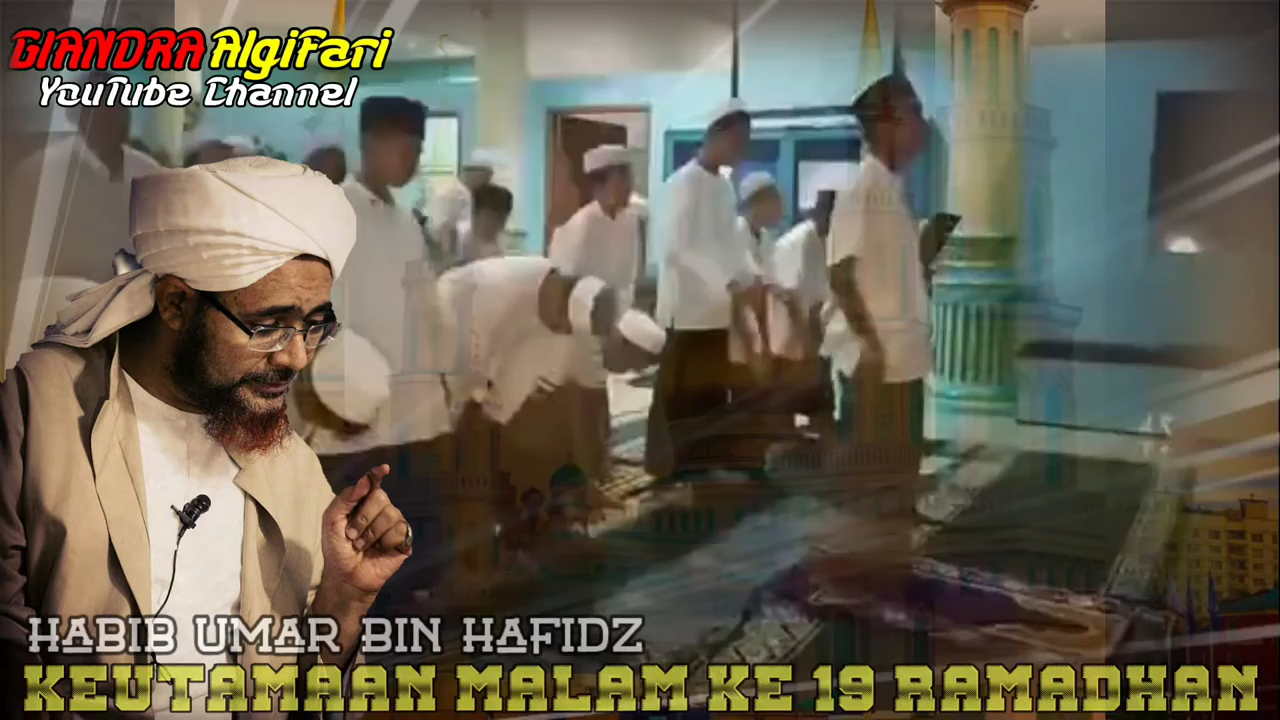 GIANDRA Algifari
YouTube Channel
HABIB UMAR BIN HAFIDZ
KEUTAMAAN MALAM KE 19 RAMADHAN